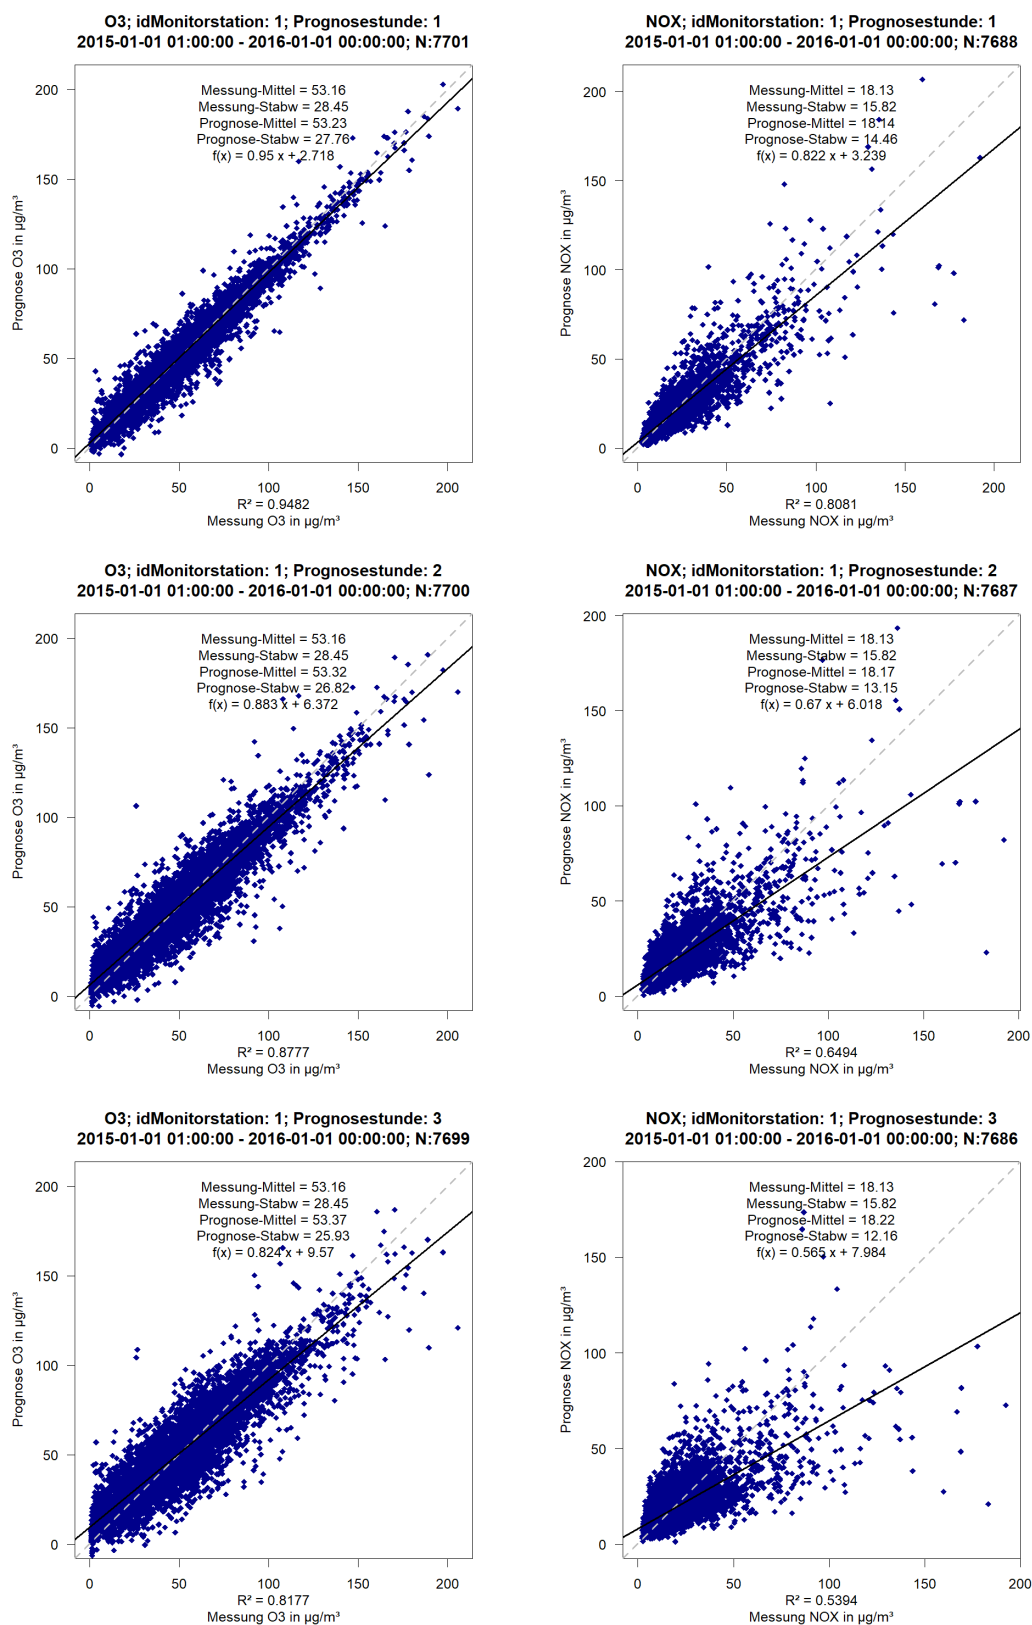 O3; idMonitorstation: 1; Prognosestunde: 1
2015-01-01 01:00:00 - 2016-01-01 00:00:00; N:7701
Messung-Mittel = 53.16
Messung-Stabw = 28.45
Prognose-Mittel = 53.23
Prognose-Stabw = 27.76
f(x) = 0.95 x + 2.718
Prognose O3 in µg/m³
200
150
100
50
0
0 50 100 150 200
R² = 0.9482
Messung O3 in µg/m³
NOX; idMonitorstation: 1; Prognosestunde: 1
2015-01-01 01:00:00 - 2016-01-01 00:00:00; N:7688
Messung-Mittel = 18.13
Messung-Stabw = 15.82
Prognose-Mittel = 18.14
Prognose-Stabw = 14.46
f(x) = 0.822 x + 3.239
Prognose NOX in µg/m³
200
150
100
50
0
0 50 100 150 200
R² = 0.8081
Messung NOX in µg/m³
O3; idMonitorstation: 1; Prognosestunde: 2
2015-01-01 01:00:00 - 2016-01-01 00:00:00; N:7700
Messung-Mittel = 53.16
Messung-Stabw = 28.45
Prognose-Mittel = 53.32
Prognose-Stabw = 26.82
f(x) = 0.883 x + 6.372
Prognose O3 in µg/m³
200
150
100
50
0
0 50 100 150 200
R² = 0.8777
Messung O3 in µg/m³
NOX; idMonitorstation: 1; Prognosestunde: 2
2015-01-01 01:00:00 - 2016-01-01 00:00:00; N:7687
Messung-Mittel = 18.13
Messung-Stabw = 15.82
Prognose-Mittel = 18.17
Prognose-Stabw = 13.15
f(x) = 0.67 x + 6.018
Prognose NOX in µg/m³
200
150
100
50
0
0 50 100 150 200
R² = 0.6494
Messung NOX in µg/m³
O3; idMonitorstation: 1; Prognosestunde: 3
2015-01-01 01:00:00 - 2016-01-01 00:00:00; N:7699
Messung-Mittel = 53.16
Messung-Stabw = 28.45
Prognose-Mittel = 53.37
Prognose-Stabw = 25.93
f(x) = 0.824 x + 9.57
Prognose O3 in µg/m³
200
150
100
50
0
0 50 100 150 200
R² = 0.8177
Messung O3 in µg/m³
NOX; idMonitorstation: 1; Prognosestunde: 3
2015-01-01 01:00:00 - 2016-01-01 00:00:00; N:7686
Messung-Mittel = 18.13
Messung-Stabw = 15.82
Prognose-Mittel = 18.22
Prognose-Stabw = 12.16
f(x) = 0.565 x + 7.984
Prognose NOX in µg/m³
200
150
100
50
0
0 50 100 150 200
R² = 0.5394
Messung NOX in µg/m³